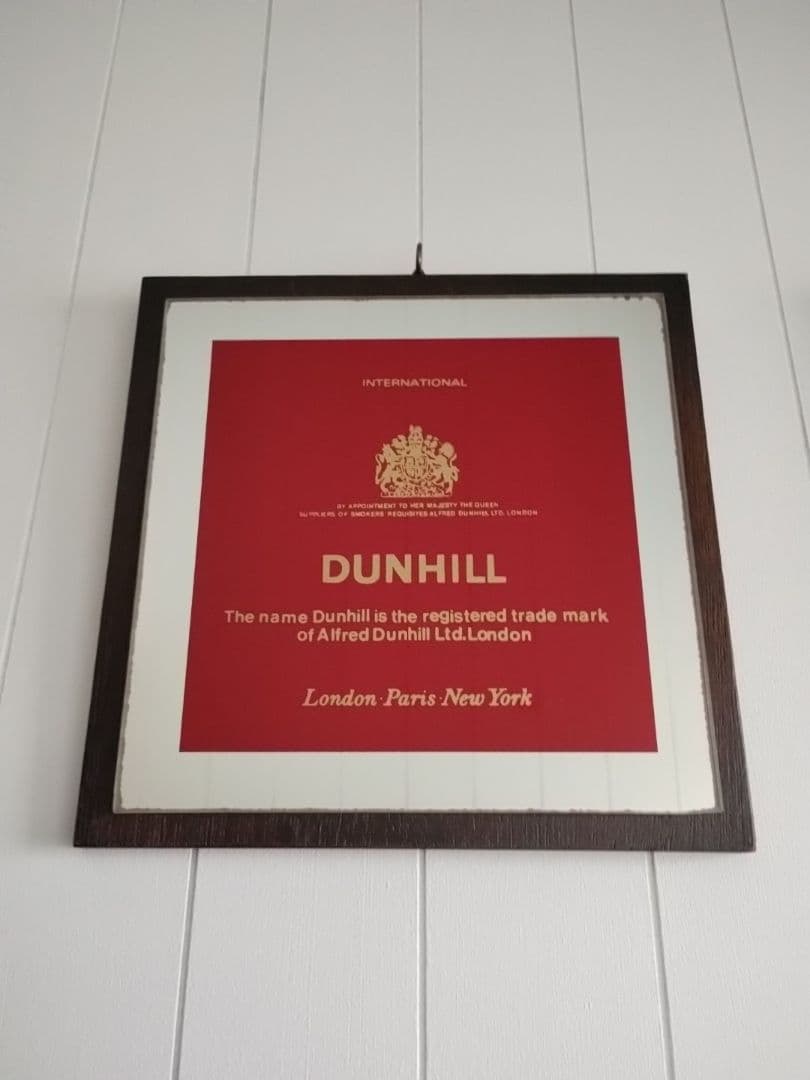 INTERNATIONAL
BY APPOINTMENT TO HER MAJESTY THE QUEEN
SUPPLIERS OF SMOKERS REQUISITES ALFRED DUNHILL LTD. LONDON
DUNHILL
The name Dunhill is the registered trade mark
of Alfred Dunhill Ltd.London
London·Paris·New York